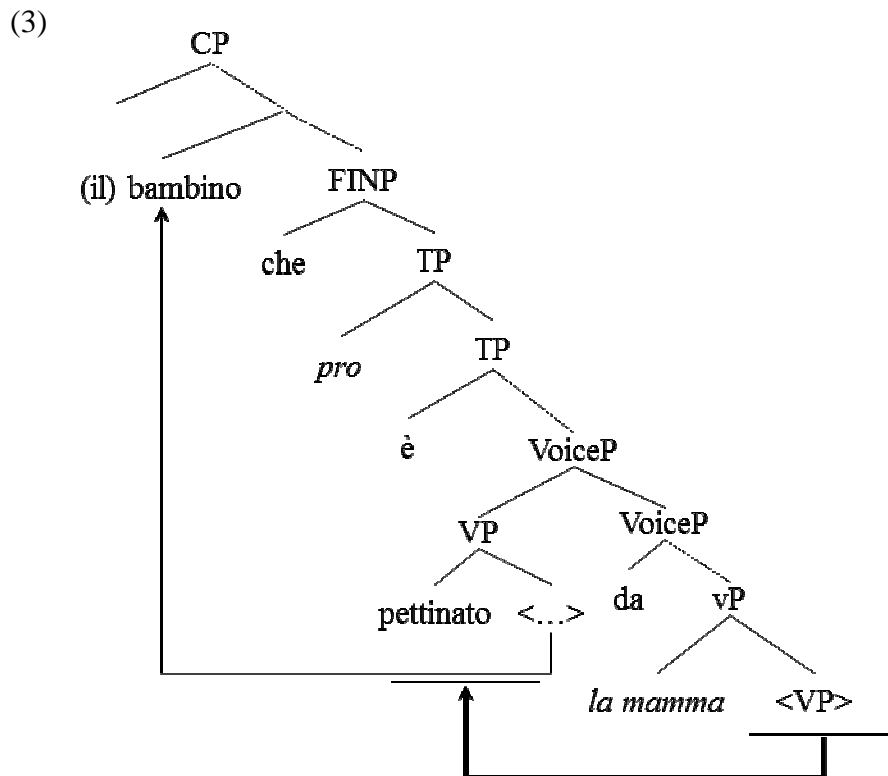 (3)
CP
(il) bambino FINP
che TP
pro TP
è VoiceP
VP VoiceP
pettinato <...> da vP
la mamma <VP>